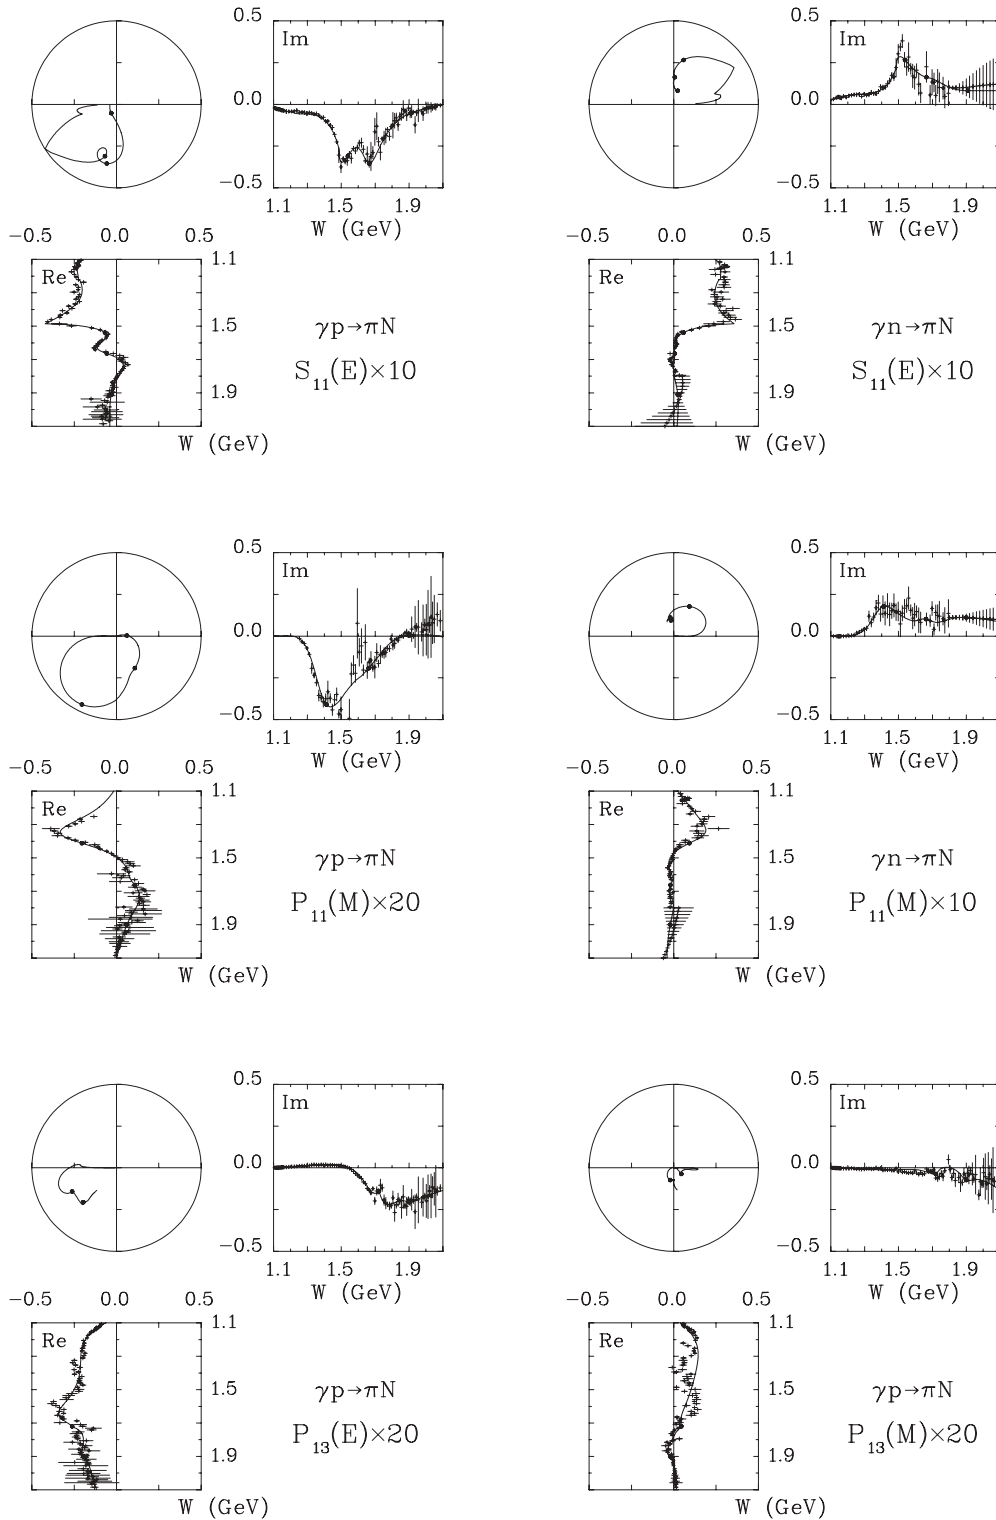 0.5
Im
0.0
−0.5
1.1 1.5 1.9
W (GeV)
−0.5 0.0 0.5
Re
1.1
1.5
1.9
W (GeV)
γp→πN
S11(E)×10
0.5
Im
0.0
−0.5
1.1 1.5 1.9
W (GeV)
−0.5 0.0 0.5
Re
1.1
1.5
1.9
W (GeV)
γn→πN
S11(E)×10
0.5
Im
0.0
−0.5
1.1 1.5 1.9
W (GeV)
−0.5 0.0 0.5
Re
1.1
1.5
1.9
W (GeV)
γp→πN
P11(M)×20
0.5
Im
0.0
−0.5
1.1 1.5 1.9
W (GeV)
−0.5 0.0 0.5
Re
1.1
1.5
1.9
W (GeV)
γn→πN
P11(M)×10
0.5
Im
0.0
−0.5
1.1 1.5 1.9
W (GeV)
−0.5 0.0 0.5
Re
1.1
1.5
1.9
W (GeV)
γp→πN
P13(E)×20
0.5
Im
0.0
−0.5
1.1 1.5 1.9
W (GeV)
−0.5 0.0 0.5
Re
1.1
1.5
1.9
W (GeV)
γp→πN
P13(M)×20